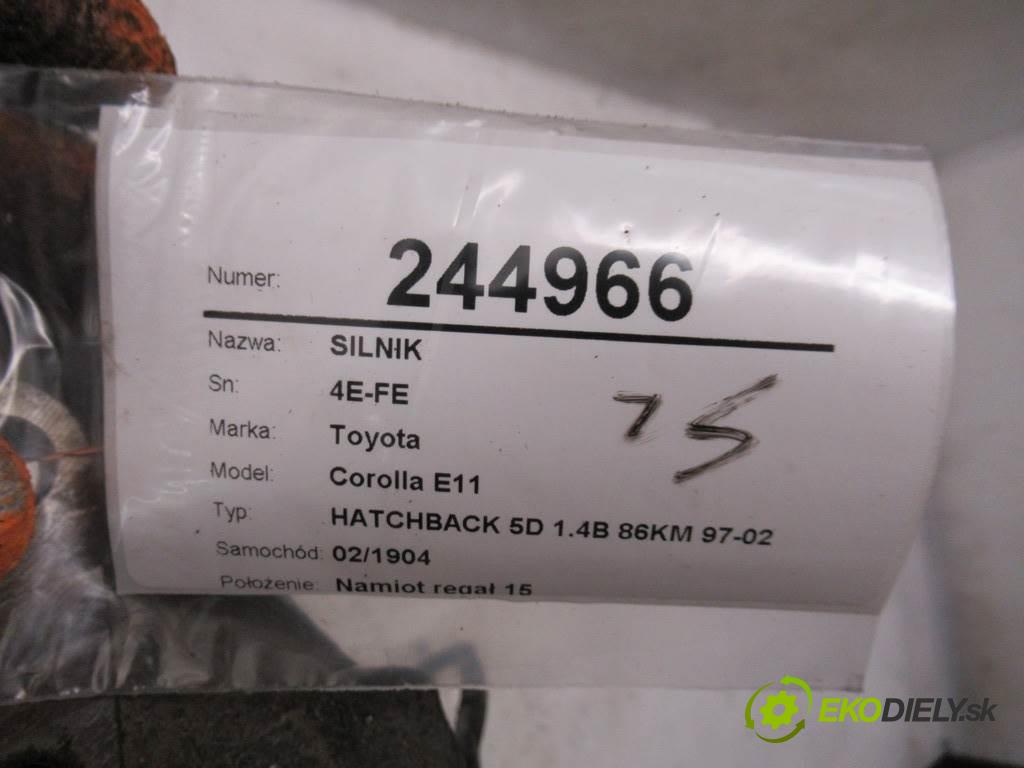 Numer: 244966
Nazwa: SILNIK
Sn: 4E-FE
Marka: Toyota
Model: Corolla E11
Typ: HATCHBACK 5D 1.4B 86KM 97-02
Samochód: 02/1904
Położenie: Namiot regał 15
15
EKODIELY.sk